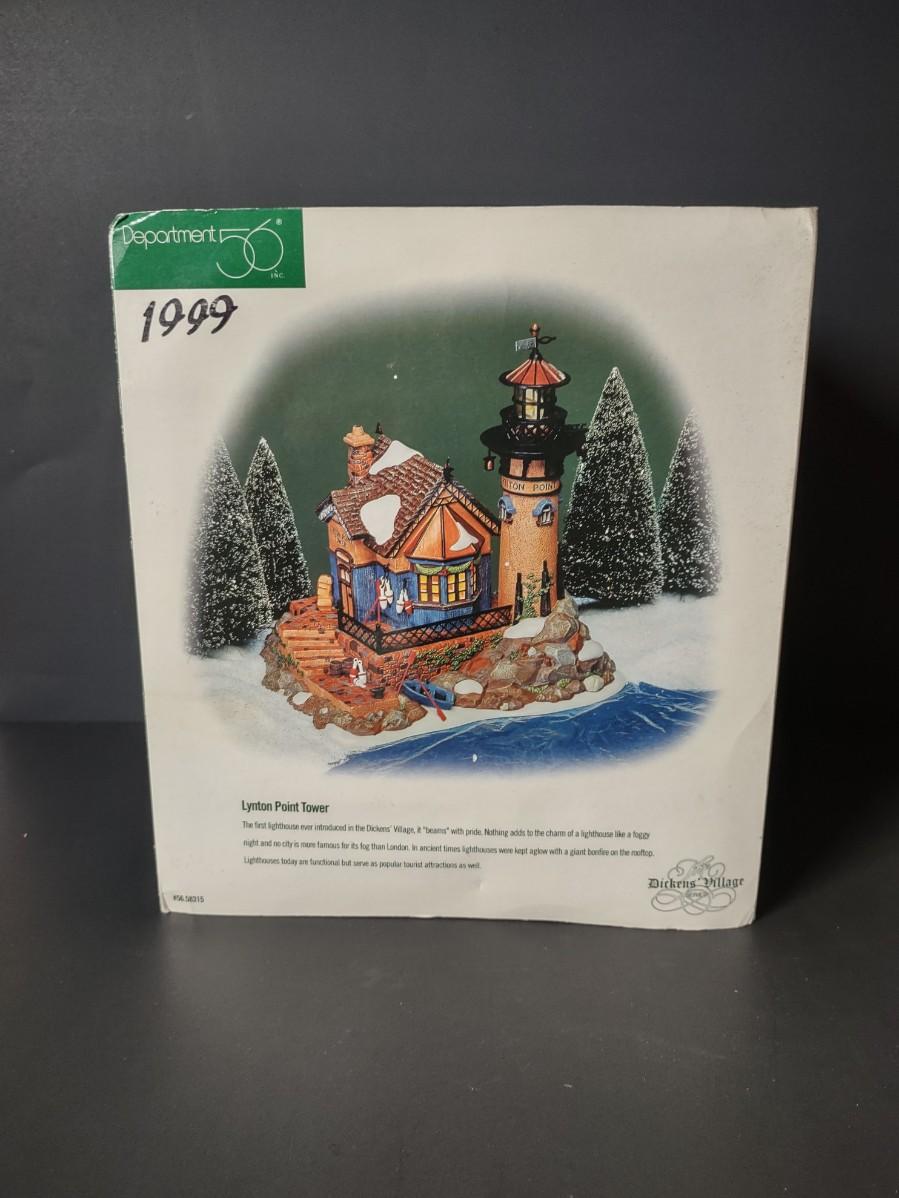 Department 56®
INC.
1999
Lynton Point Tower
The first lighthouse ever introduced in the Dickens' Village, it "beams" with pride. Nothing adds to the charm of a lighthouse like a foggy
night and no city is more famous for its fog than London. In ancient times lighthouses were kept aglow with a giant bonfire on the rooftop.
Lighthouses today are functional but serve as popular tourist attractions as well.
The
Dickens' Village
#56.58315